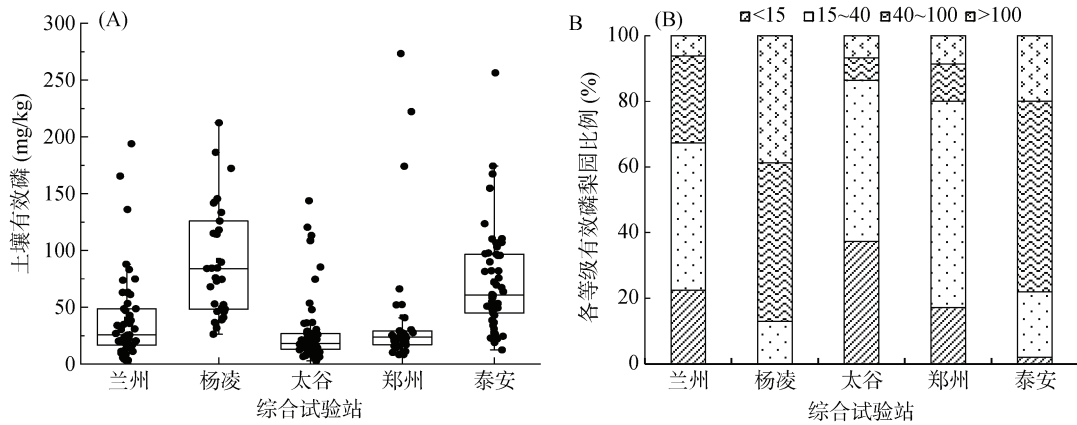 (A)
土壤有效磷 (mg/kg)
300
250
200
150
100
50
0
兰州 杨凌 太谷 郑州 泰安
综合试验站
B
(B)
<15 15~40 40~100 >100
各等级有效磷梨园比例 (%)
100
80
60
40
20
0
兰州 杨凌 太谷 郑州 泰安
综合试验站